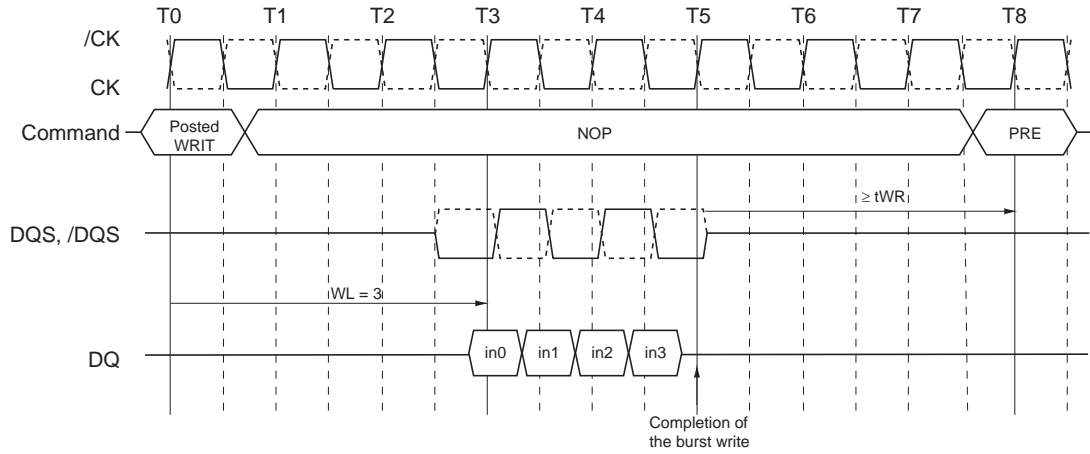 T0 T1 T2 T3 T4 T5 T6 T7 T8
/CK
CK
Command
Posted
WRIT
NOP
PRE
≥ tWR
DQS, /DQS
WL = 3
DQ
in0 in1 in2 in3
Completion of
the burst write